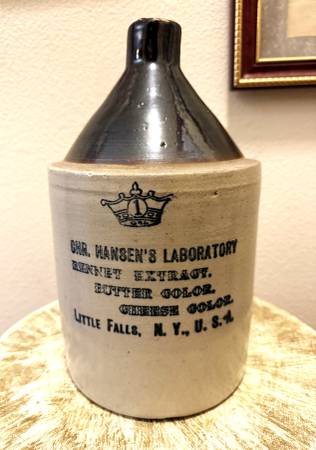 1
CHR. HANSEN'S LABORATORY
RENNET EXTRACT.
BUTTER COLOR.
CHEESE COLOR.
LITTLE FALLS, N. Y., U. S. A.